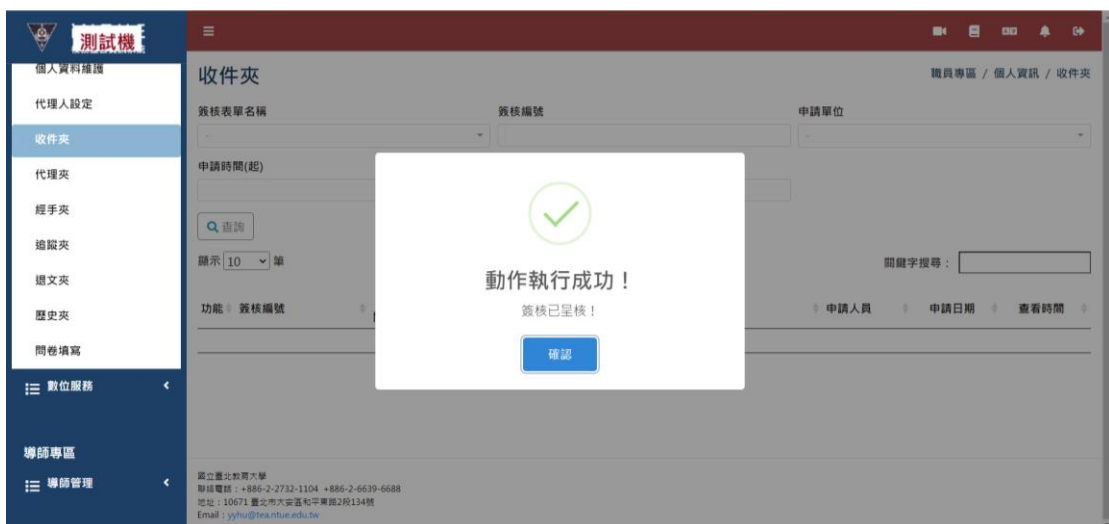 測試機
個人資料維護
代理人設定
收件夾
代理夾
經手夾
追蹤夾
退文夾
歷史夾
問卷填寫
數位服務
導師專區
導師管理
收件夾
職員專區 / 個人資訊 / 收件夾
簽核表單名稱
簽核編號
申請單位
申請時間(起)
查詢
顯示 10 筆
關鍵字搜尋：
功能 簽核編號 申請人員 申請日期 查看時間
動作執行成功！
簽核已呈核！
確認
國立臺北教育大學
聯絡電話：+886-2-2732-1104 +886-2-6639-6688
地址：10671 臺北市大安區和平東路2段134號
Email：yyhu@tea.ntue.edu.tw